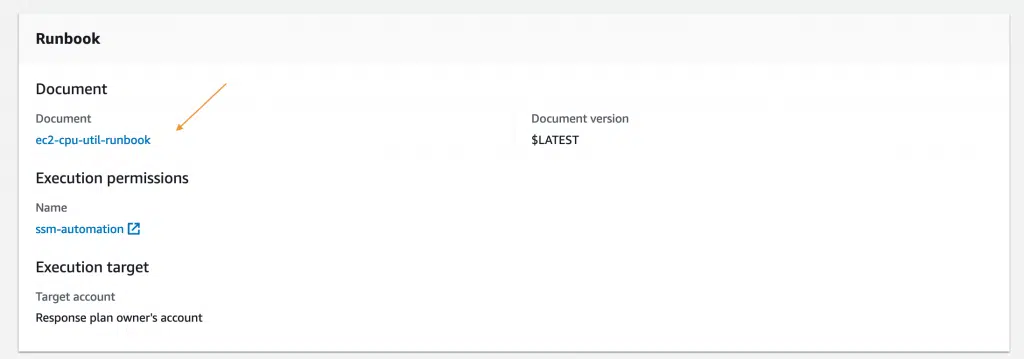 Runbook
Document
Document
Document version
ec2-cpu-util-runbook
$LATEST
Execution permissions
Name
ssm-automation
Execution target
Target account
Response plan owner's account